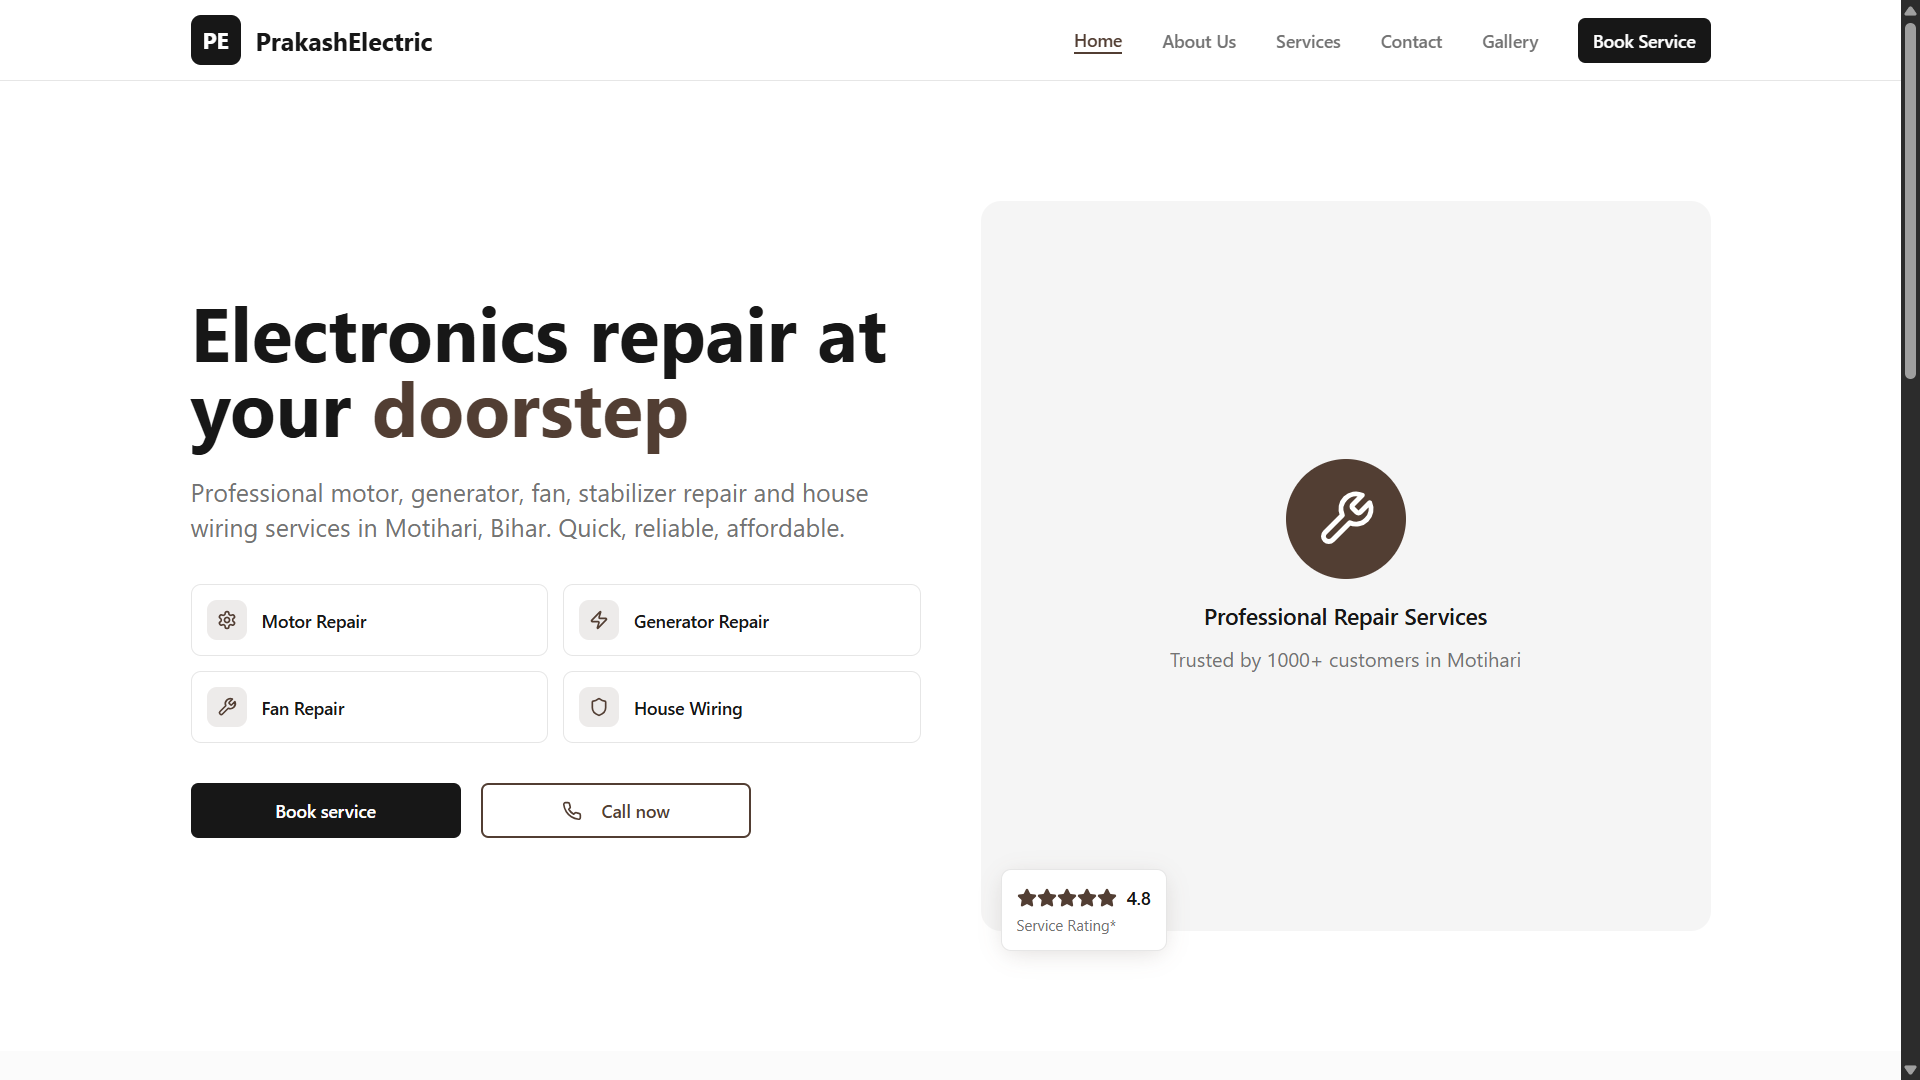 PE PrakashElectric
Home About Us Services Contact Gallery Book Service
Electronics repair at
your doorstep
Professional motor, generator, fan, stabilizer repair and house
wiring services in Motihari, Bihar. Quick, reliable, affordable.
Motor Repair
Generator Repair
Fan Repair
House Wiring
Book service
Call now
Professional Repair Services
Trusted by 1000+ customers in Motihari
4.8
Service Rating*